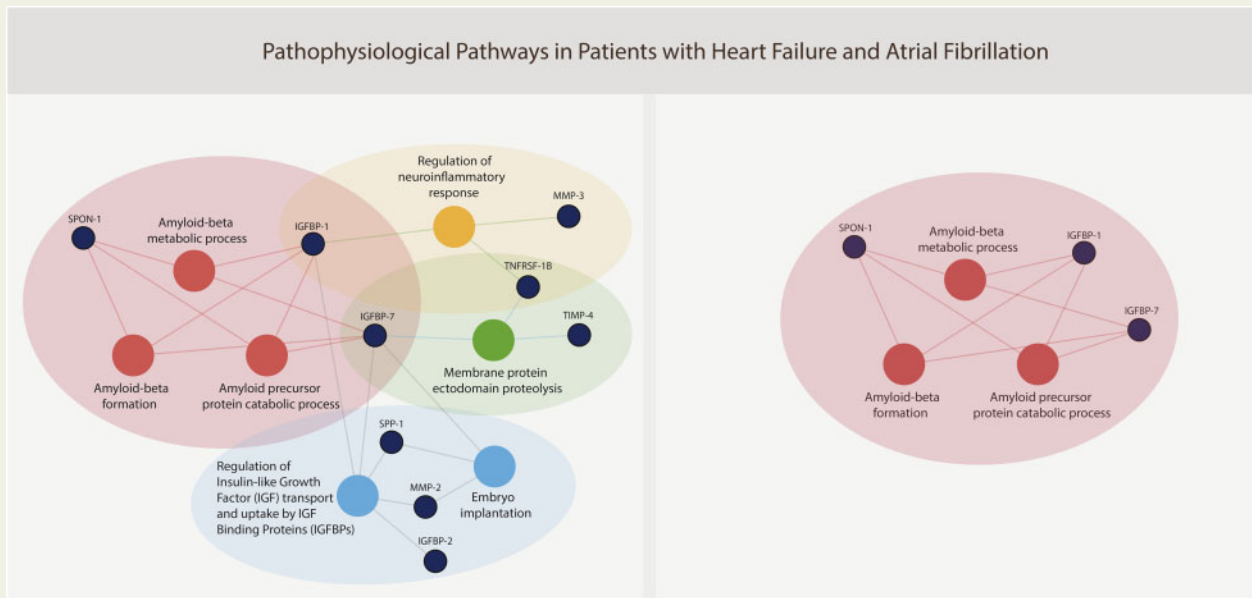 Pathophysiological Pathways in Patients with Heart Failure and Atrial Fibrillation
Regulation of
neuroinflammatory
response
MMP-3
SPON-1
Amyloid-beta
metabolic process
IGFBP-1
TNFRSF-1B
IGFBP-7
TIMP-4
Amyloid-beta
formation
Amyloid precursor
protein catabolic process
Membrane protein
ectodomain proteolysis
SPP-1
Regulation of
Insulin-like Growth
Factor (IGF) transport
and uptake by IGF
Binding Proteins (IGFBPs)
MMP-2
Embryo
implantation
IGFBP-2
SPON-1
Amyloid-beta
metabolic process
IGFBP-1
IGFBP-7
Amyloid-beta
formation
Amyloid precursor
protein catabolic process